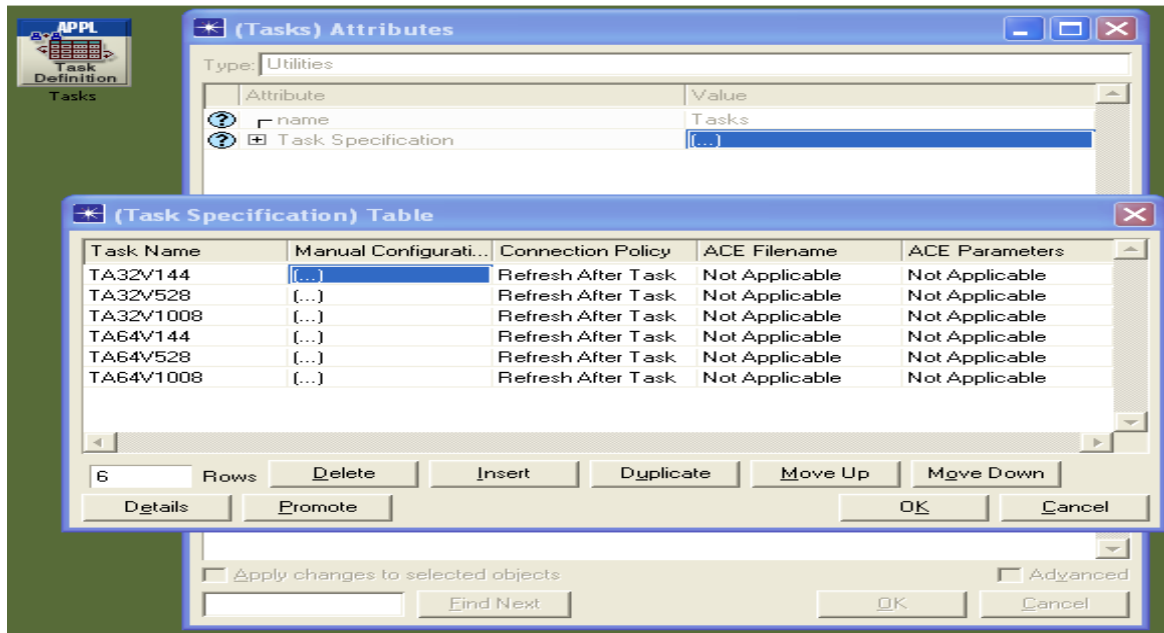 APPL
Task
Definition
Tasks
(Tasks) Attributes
Type: Utilities
Attribute Value
name Tasks
Task Specification (...)
(Task Specification) Table
Task Name Manual Configurati... Connection Policy ACE Filename ACE Parameters
TA32V144 (...) Refresh After Task Not Applicable Not Applicable
TA32V528 (...) Refresh After Task Not Applicable Not Applicable
TA32V1008 (...) Refresh After Task Not Applicable Not Applicable
TA64V144 (...) Refresh After Task Not Applicable Not Applicable
TA64V528 (...) Refresh After Task Not Applicable Not Applicable
TA64V1008 (...) Refresh After Task Not Applicable Not Applicable
6 Rows Delete Insert Duplicate Move Up Move Down
Details Promote OK Cancel
Apply changes to selected objects Advanced
Find Next OK Cancel